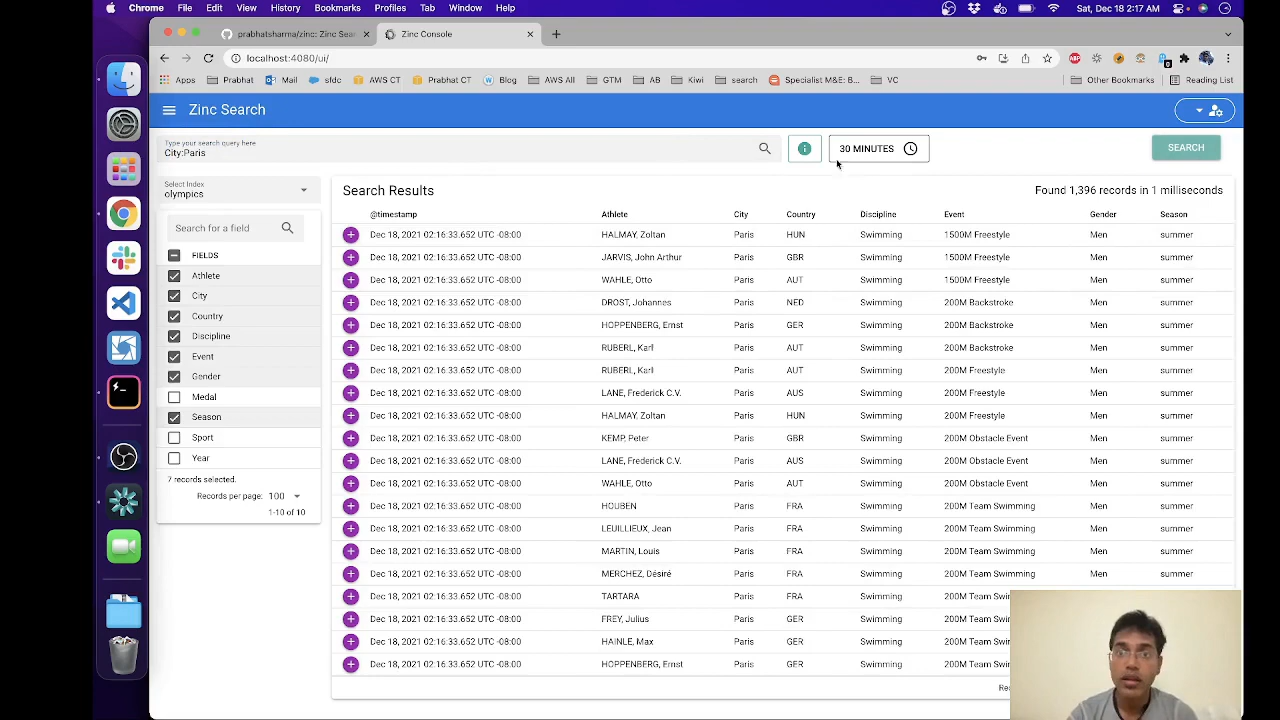 Chrome File Edit View History Bookmarks Profiles Tab Window Help Sat, Dec 18 2:17 AM
prabhatsharma/zinc: Zinc Sear Zinc Console
localhost:4080/ui/
Apps Prabhat Mail sfdc AWS CT Prabhat CT Blog AWS All GTM AB Kiwi search Splunk [M&E: B... VC Other Bookmarks Reading List
Zinc Search
Type your search query here
City:Paris
30 MINUTES
SEARCH
Select Index
olympics
Search for a field
FIELDS
Athlete
City
Country
Discipline
Event
Gender
Medal
Season
Sport
Year
7 records selected.
Records per page: 100
1-10 of 10
Search Results Found 1,396 records in 1 milliseconds
@timestamp Athlete City Country Discipline Event Gender Season
Dec 18, 2021 02:16:33.652 UTC -08:00 HALMAY, Zoltan Paris HUN Swimming 1500M Freestyle Men summer
Dec 18, 2021 02:16:33.652 UTC -08:00 JARVIS, John Arthur Paris GBR Swimming 1500M Freestyle Men summer
Dec 18, 2021 02:16:33.652 UTC -08:00 WAHLE, Otto Paris AUT Swimming 1500M Freestyle Men summer
Dec 18, 2021 02:16:33.652 UTC -08:00 DROST, Johannes Paris NED Swimming 200M Backstroke Men summer
Dec 18, 2021 02:16:33.652 UTC -08:00 HOPPENBERG, Ernst Paris GER Swimming 200M Backstroke Men summer
Dec 18, 2021 02:16:33.652 UTC -08:00 RUBERL, Karl Paris AUT Swimming 200M Backstroke Men summer
Dec 18, 2021 02:16:33.652 UTC -08:00 RUBERL, Karl Paris AUT Swimming 200M Freestyle Men summer
Dec 18, 2021 02:16:33.652 UTC -08:00 LANE, Frederick C.V. Paris AUS Swimming 200M Freestyle Men summer
Dec 18, 2021 02:16:33.652 UTC -08:00 HALMAY, Zoltan Paris HUN Swimming 200M Freestyle Men summer
Dec 18, 2021 02:16:33.652 UTC -08:00 KEMP, Peter Paris GBR Swimming 200M Obstacle Event Men summer
Dec 18, 2021 02:16:33.652 UTC -08:00 LANE, Frederick C.V. Paris AUS Swimming 200M Obstacle Event Men summer
Dec 18, 2021 02:16:33.652 UTC -08:00 WAHLE, Otto Paris AUT Swimming 200M Obstacle Event Men summer
Dec 18, 2021 02:16:33.652 UTC -08:00 HOUBEN Paris FRA Swimming 200M Team Swimming Men summer
Dec 18, 2021 02:16:33.652 UTC -08:00 LEUILLIEUX, Jean Paris FRA Swimming 200M Team Swimming Men summer
Dec 18, 2021 02:16:33.652 UTC -08:00 MARTIN, Louis Paris FRA Swimming 200M Team Swimming Men summer
Dec 18, 2021 02:16:33.652 UTC -08:00 MERCHEZ, Désiré Paris FRA Swimming 200M Team Swimming Men summer
Dec 18, 2021 02:16:33.652 UTC -08:00 TARTARA Paris FRA Swimming 200M Team Sw
Dec 18, 2021 02:16:33.652 UTC -08:00 FREY, Julius Paris GER Swimming 200M Team Sw
Dec 18, 2021 02:16:33.652 UTC -08:00 HAINLE, Max Paris GER Swimming 200M Team Sw
Dec 18, 2021 02:16:33.652 UTC -08:00 HOPPENBERG, Ernst Paris GER Swimming 200M Team Sw